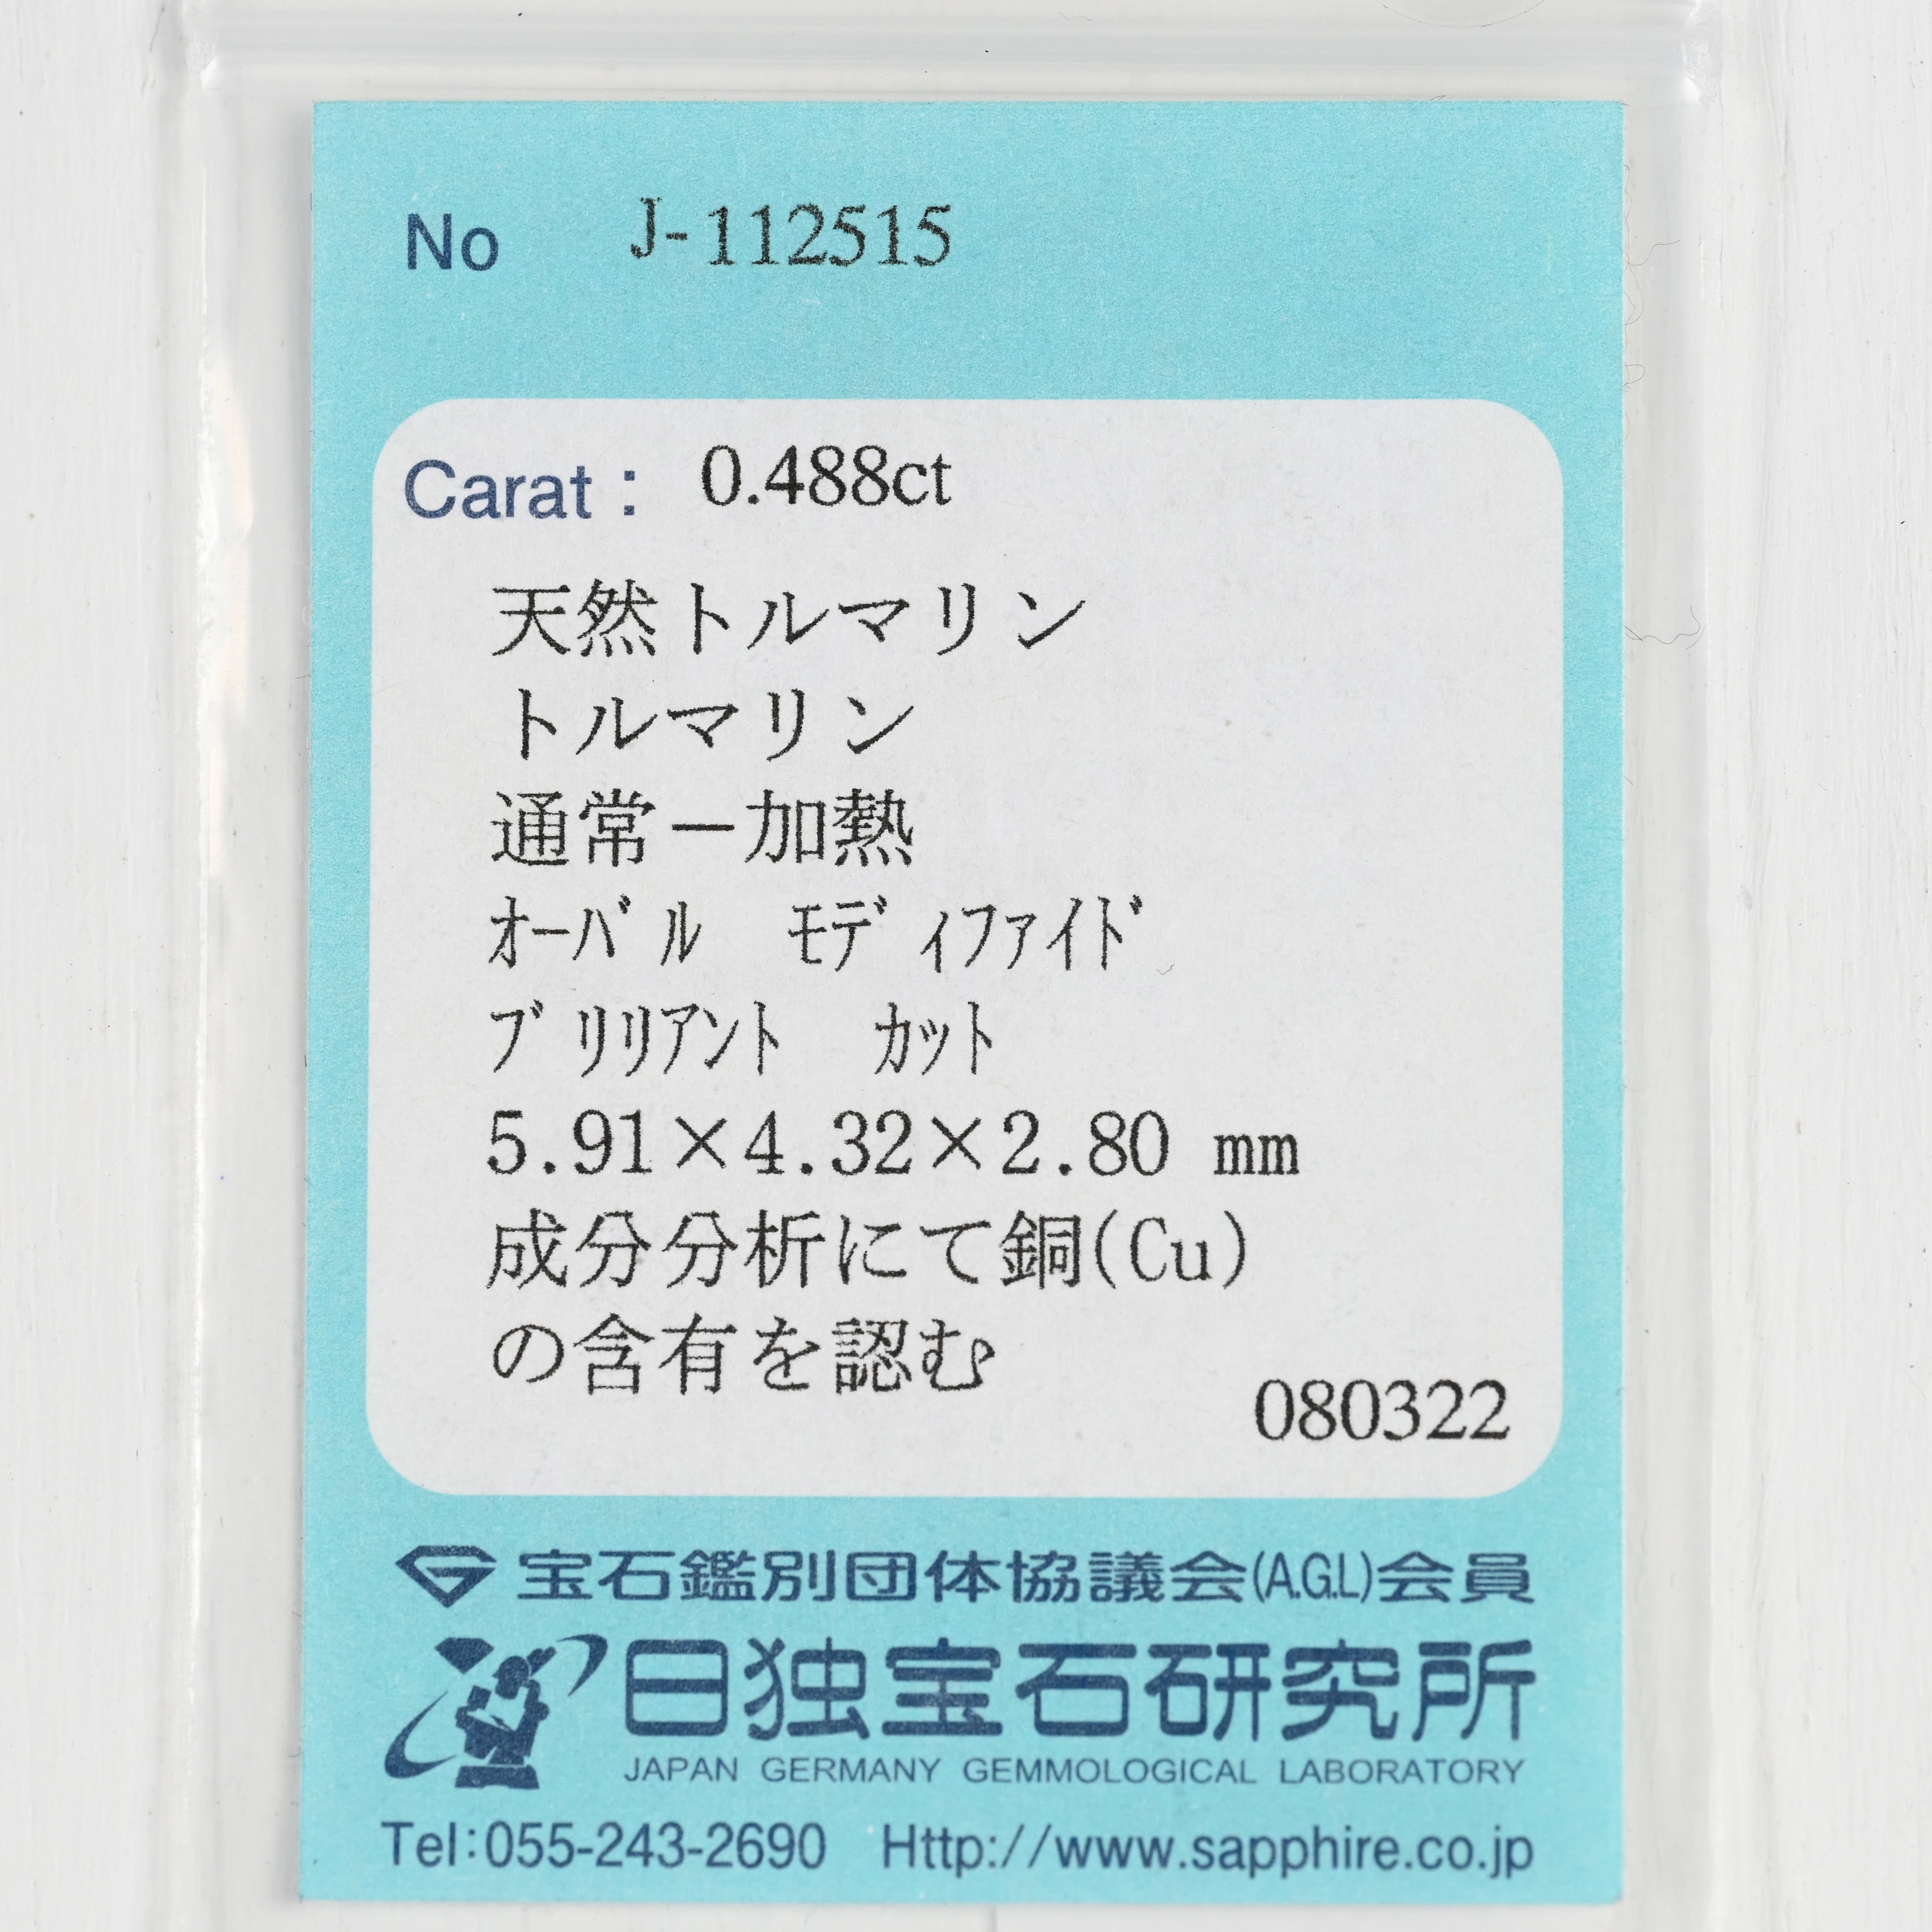 No J-112515
Carat : 0.488ct
天然トルマリン
トルマリン
通常－加熱
ｵｰﾊﾞﾙ ﾓﾃﾞｨﾌｧｲﾄﾞ
ﾌﾞﾘﾘｱﾝﾄ ｶｯﾄ
5.91×4.32×2.80 mm
成分分析にて銅(Cu)
の含有を認む
080322
宝石鑑別団体協議会(A.G.L)会員
日独宝石研究所
JAPAN GERMANY GEMMOLOGICAL LABORATORY
Tel:055-243-2690 Http://www.sapphire.co.jp